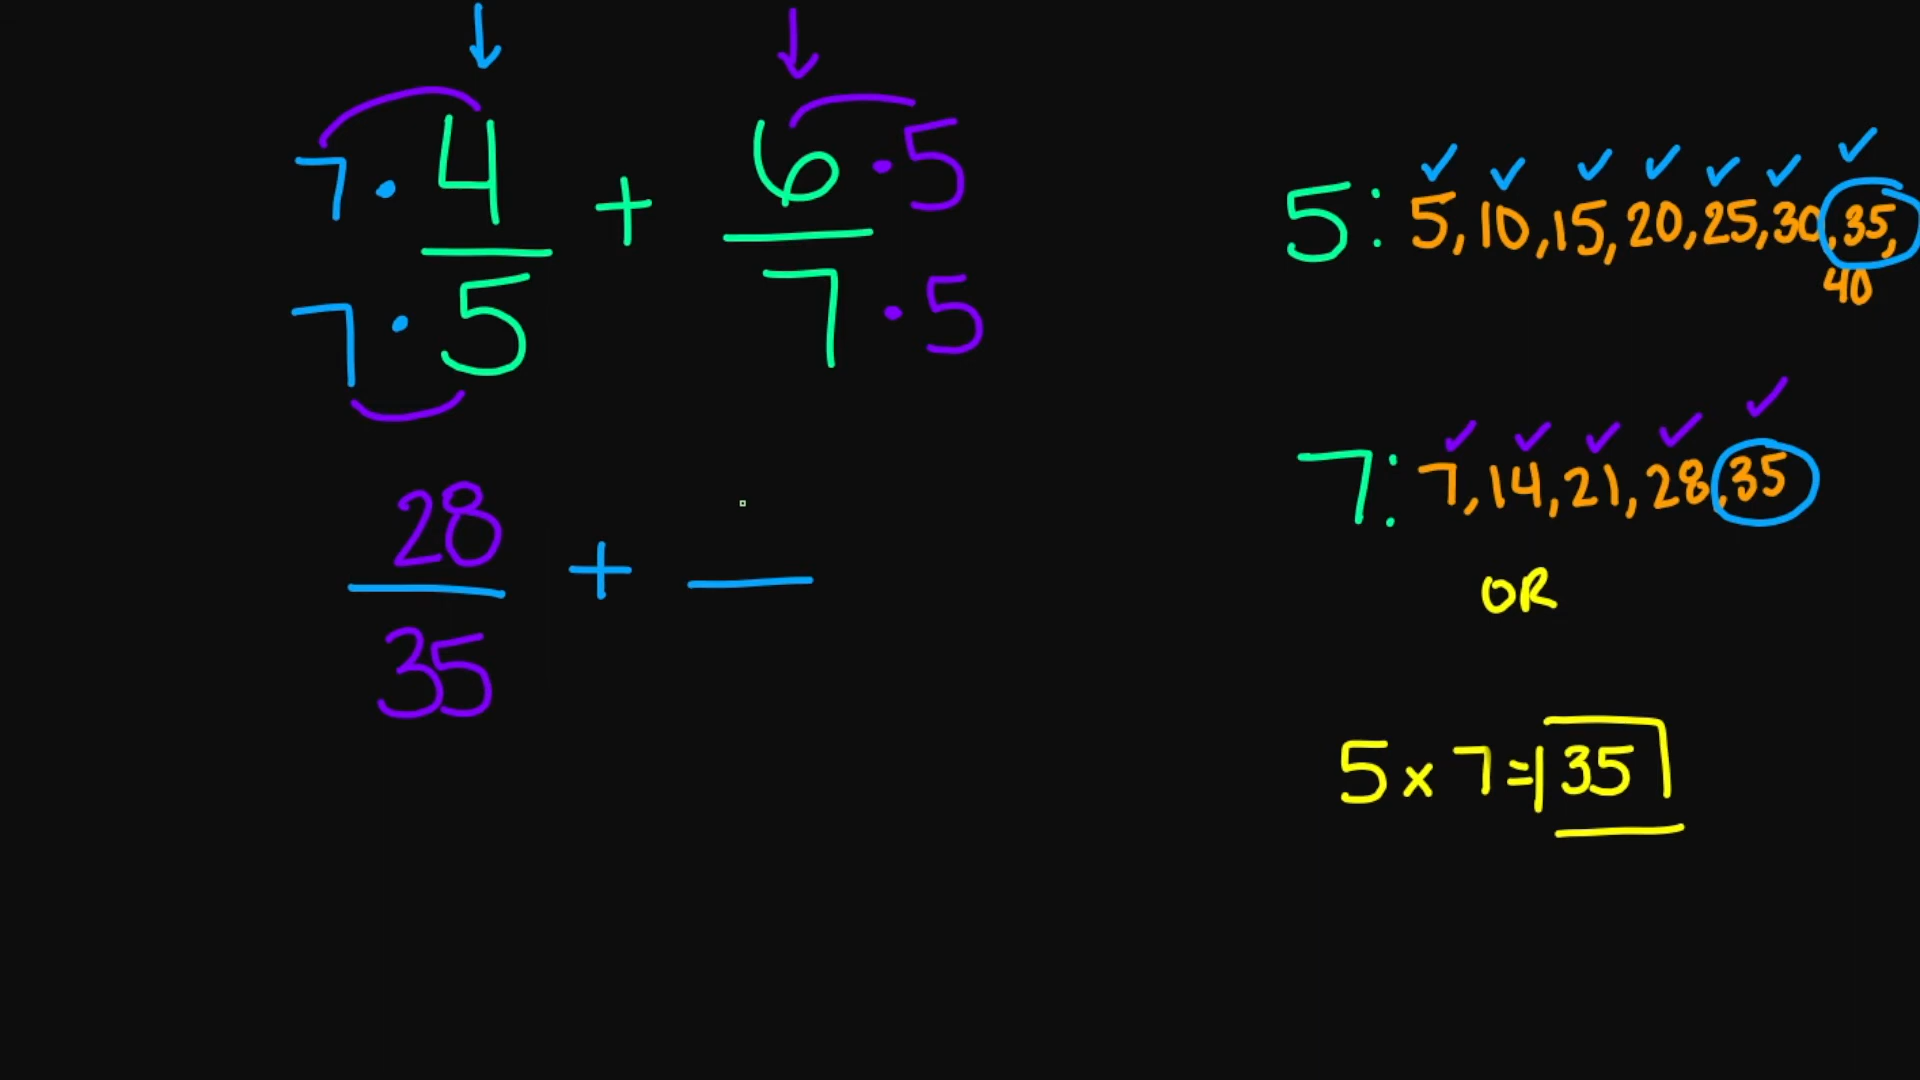 7 · 4 + 6 · 5
7 · 5 7 · 5
28 +
35
5: 5, 10, 15, 20, 25, 30, 35,
40
7: 7, 14, 21, 28, 35
OR
5 x 7 = 35